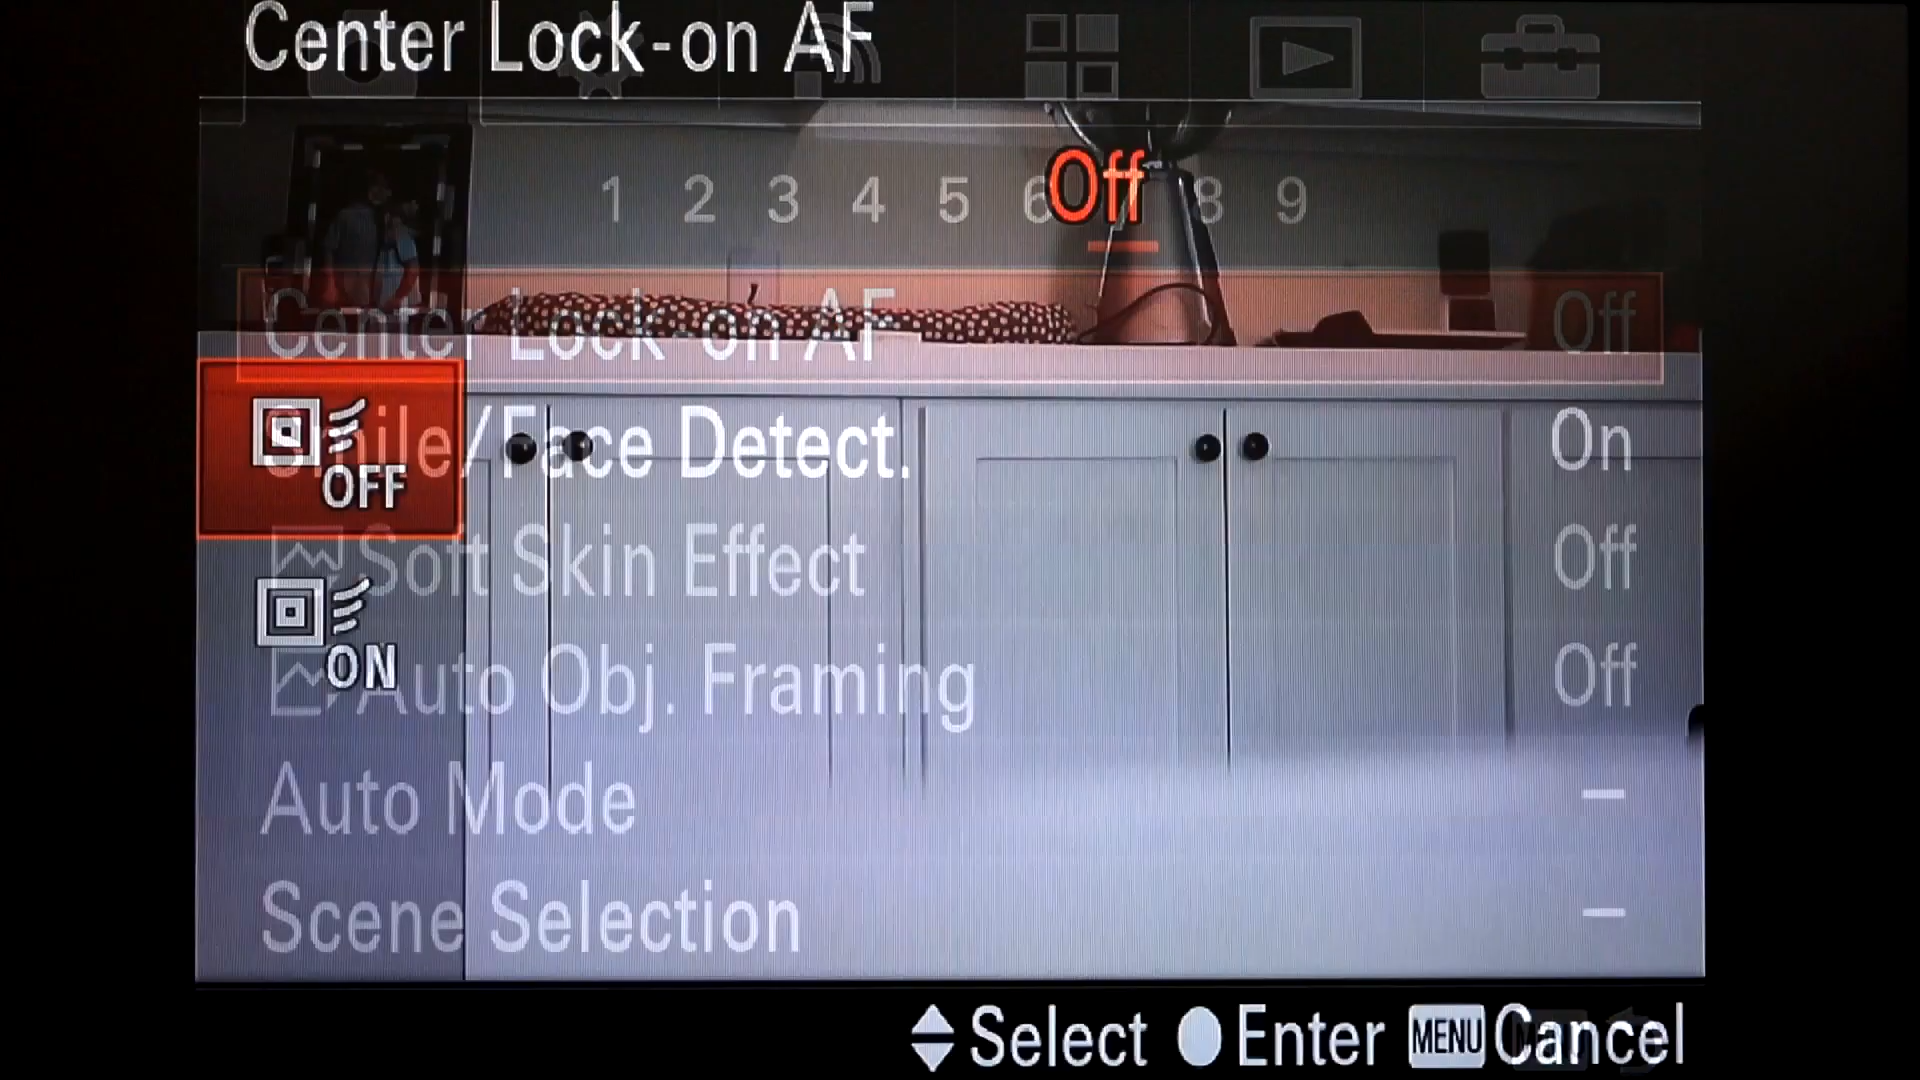 Center Lock-on AF
1 2 3 4 5 6 8 9
Off
Center Lock-on AF Off
OFF
Smile/Face Detect. On
Soft Skin Effect Off
ON
Auto Obj. Framing Off
Auto Mode –
Scene Selection –
Select Enter MENU Cancel